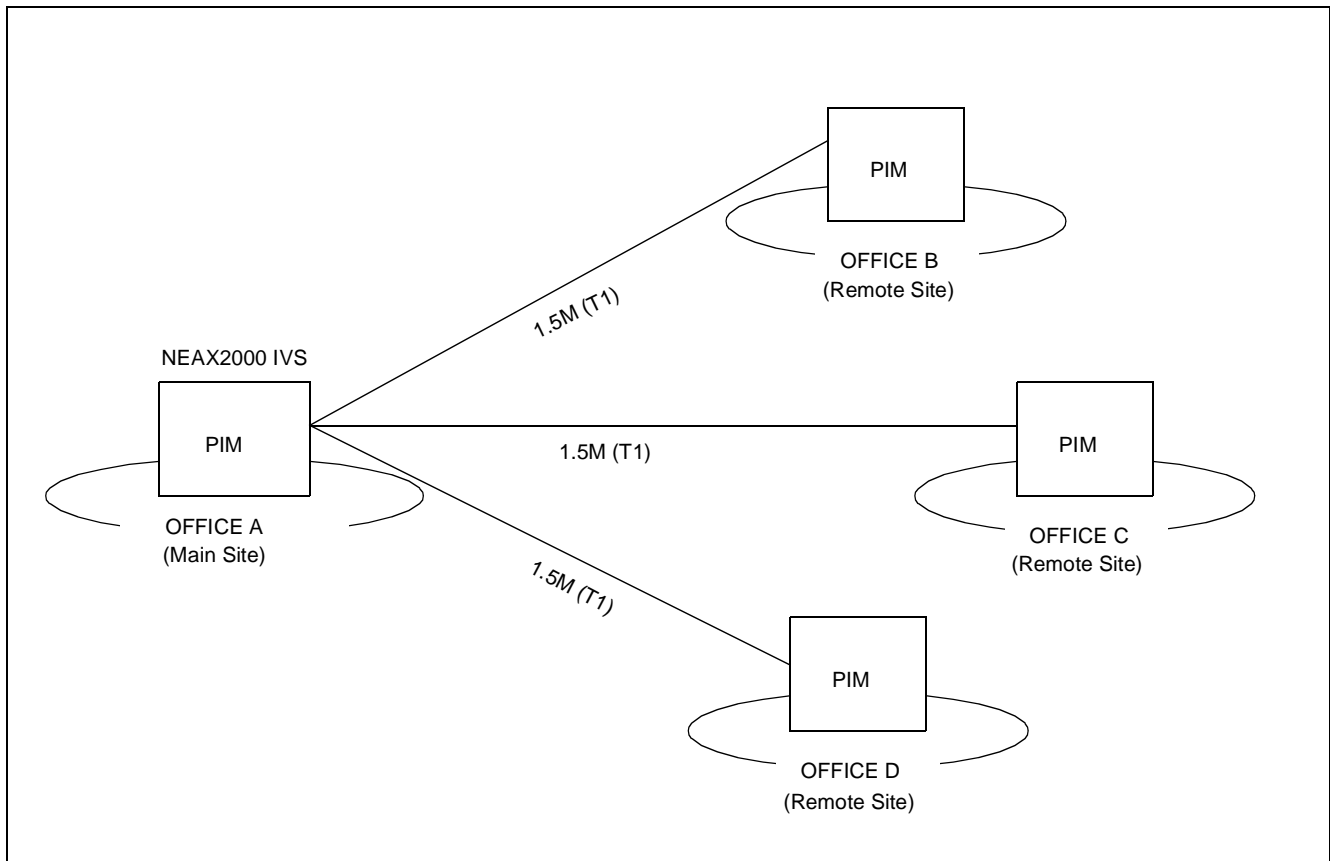 PIM
OFFICE B
(Remote Site)
1.5M (T1)
NEAX2000 IVS
PIM
OFFICE A
(Main Site)
1.5M (T1)
PIM
OFFICE C
(Remote Site)
1.5M (T1)
PIM
OFFICE D
(Remote Site)